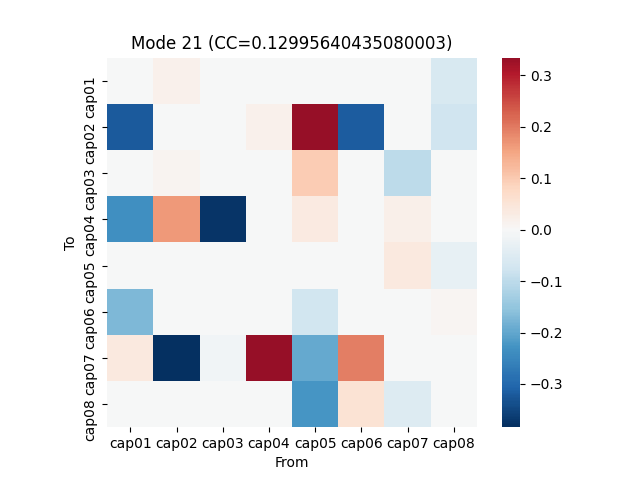 Mode 21 (CC=0.12995640435080003)
To
cap01
cap02
cap03
cap04
cap05
cap06
cap07
cap08
cap01 cap02 cap03 cap04 cap05 cap06 cap07 cap08
From
0.3
0.2
0.1
0.0
−0.1
−0.2
−0.3